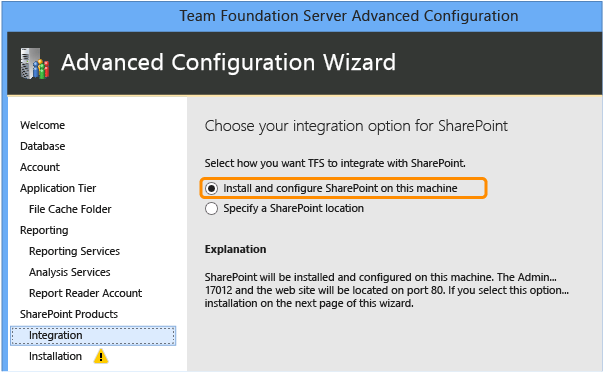 Team Foundation Server Advanced Configuration
Advanced Configuration Wizard
Welcome
Database
Account
Application Tier
File Cache Folder
Reporting
Reporting Services
Analysis Services
Report Reader Account
SharePoint Products
Integration
Installation
Choose your integration option for SharePoint
Select how you want TFS to integrate with SharePoint.
Install and configure SharePoint on this machine
Specify a SharePoint location
Explanation
SharePoint will be installed and configured on this machine. The Admin...
17012 and the web site will be located on port 80. If you select this option...
installation on the next page of this wizard.